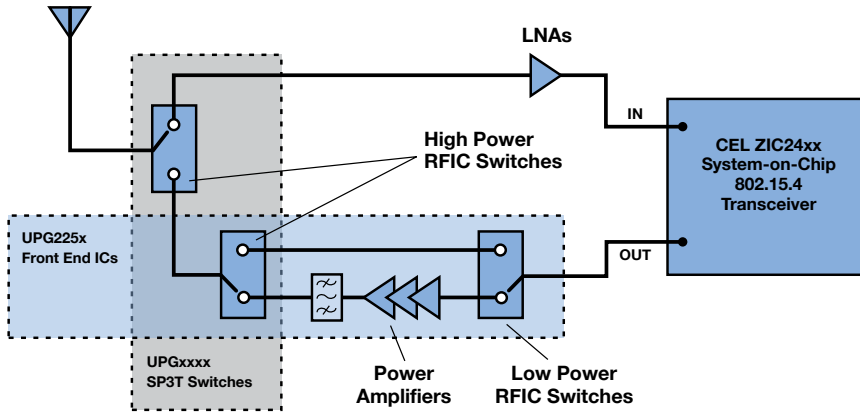 LNAs
IN
CEL ZIC24xx
System-on-Chip
802.15.4
Transceiver
High Power
RFIC Switches
UPG225x
Front End ICs
OUT
UPGxxxx
SP3T Switches
Power
Amplifiers
Low Power
RFIC Switches